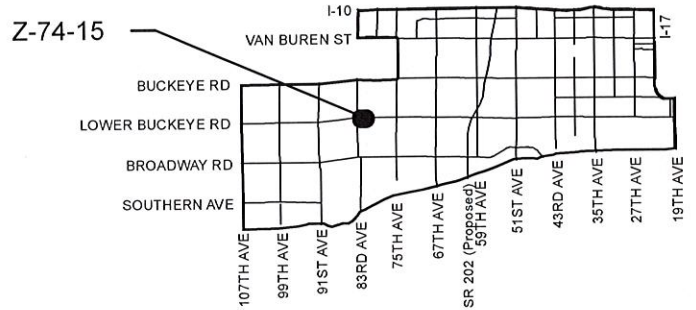 Z-74-15
I-10
I-17
VAN BUREN ST
BUCKEYE RD
LOWER BUCKEYE RD
BROADWAY RD
SOUTHERN AVE
107TH AVE
99TH AVE
91ST AVE
83RD AVE
75TH AVE
67TH AVE
SR 202 (Proposed)
59TH AVE
51ST AVE
43RD AVE
35TH AVE
27TH AVE
19TH AVE